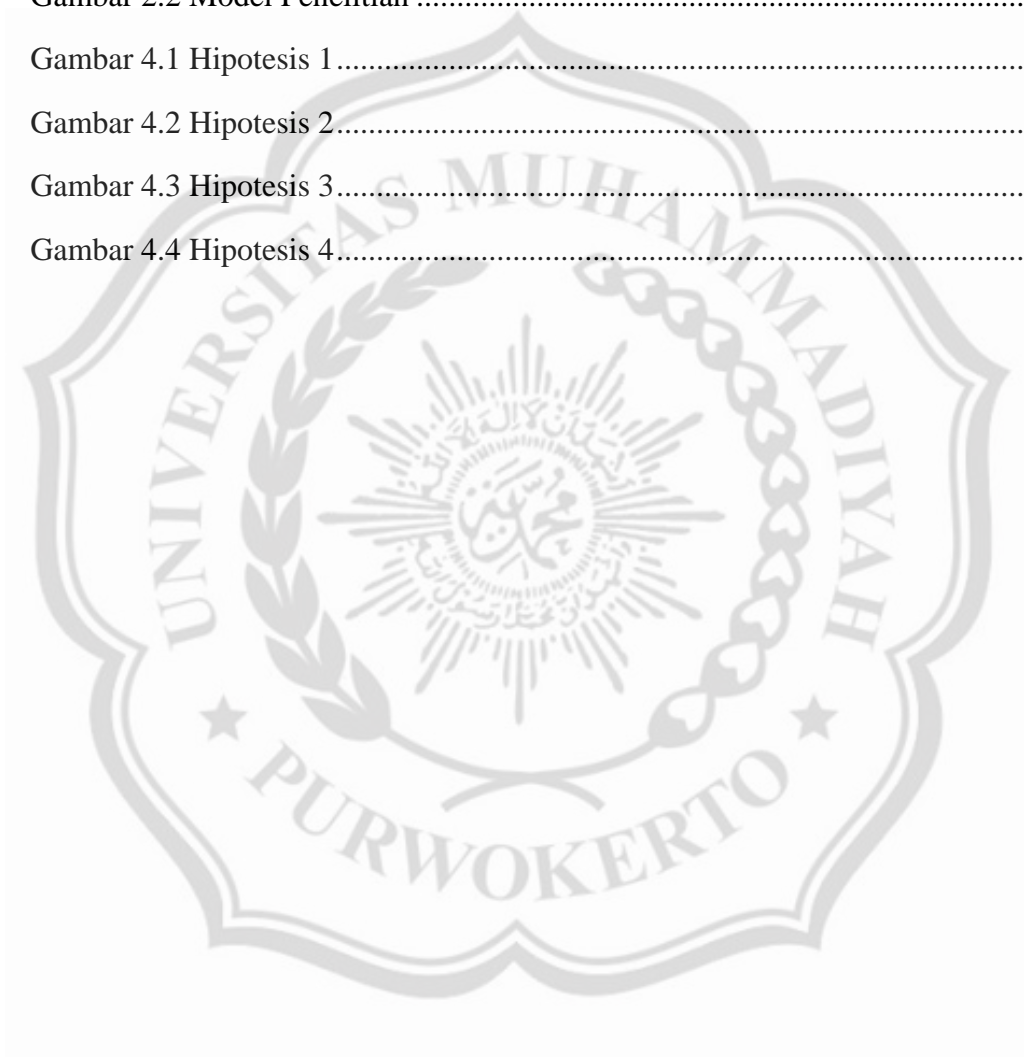 Gambar 2.2 Model Penelitian ........................................................................
Gambar 4.1 Hipotesis 1....................................................................................
Gambar 4.2 Hipotesis 2....................................................................................
Gambar 4.3 Hipotesis 3....................................................................................
Gambar 4.4 Hipotesis 4....................................................................................
UNIVERSITAS MUHAMMADIYAH
PURWOKERTO